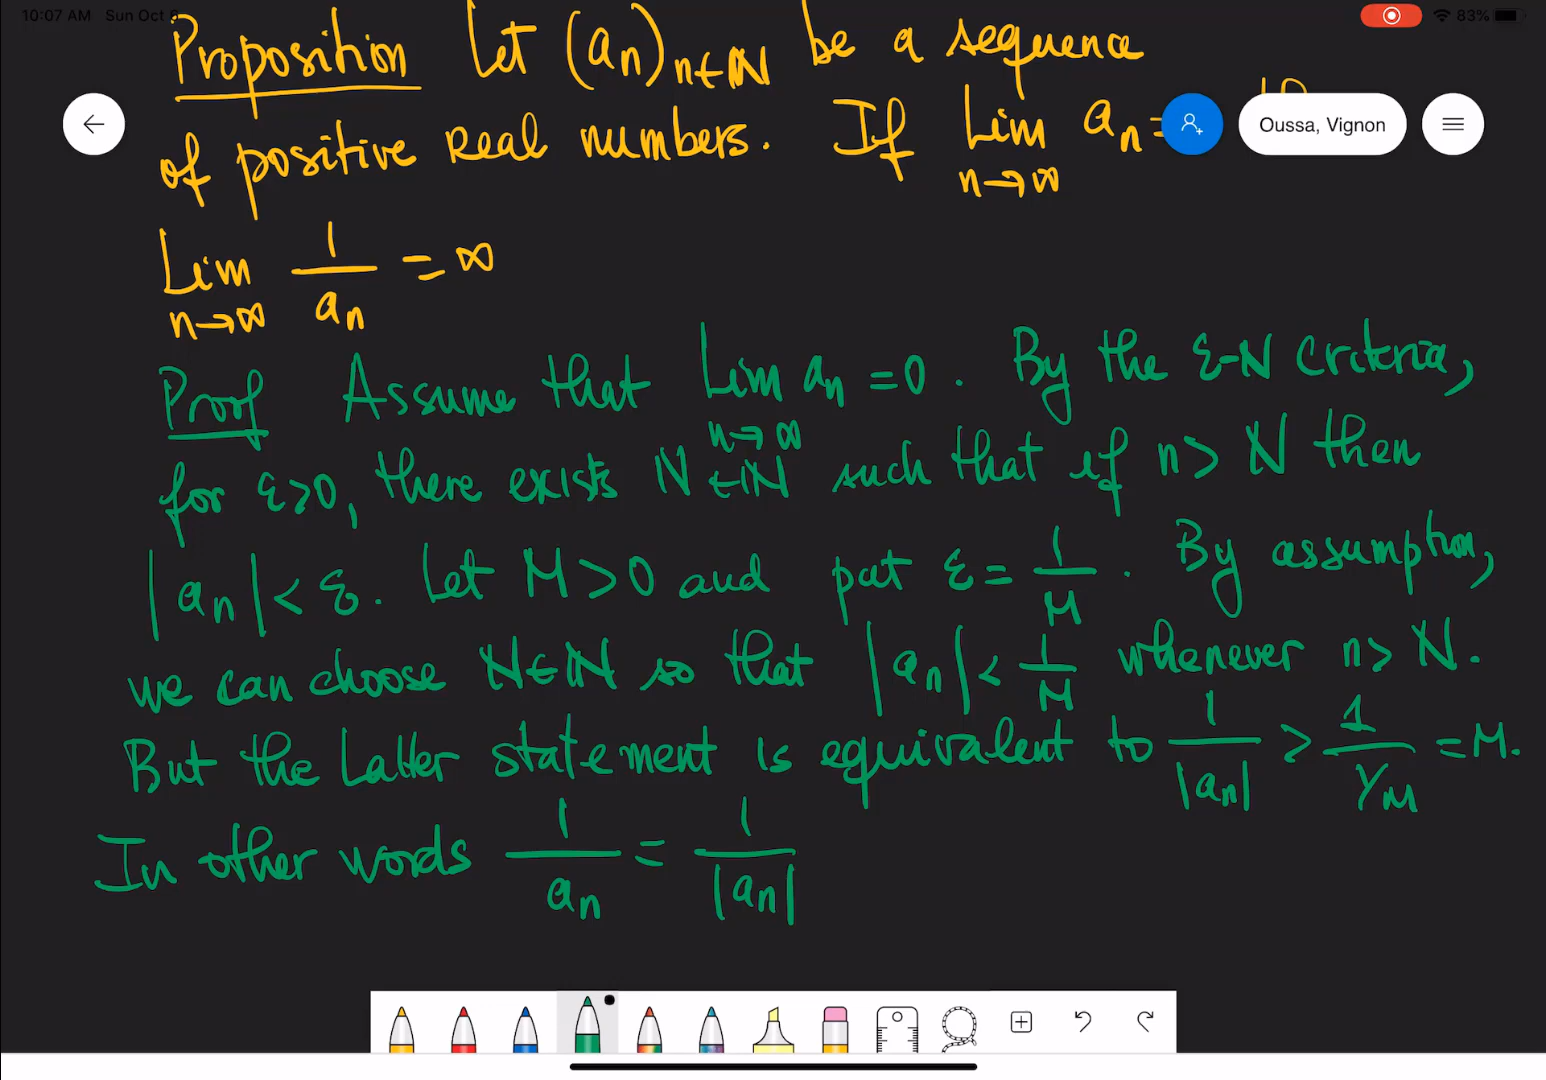 10:07 AM Sun Oct
83%
Proposition Let (an)n∈ℕ be a sequence
of positive Real numbers. If Lim n→∞ an =
Oussa, Vignon
Lim n→∞ 1/an = ∞
Proof Assume that Lim n→∞ an = 0. By the ε-N criteria,
for ε>0, there exists N∈ℕ such that if n> N then
|an|< ε. Let M>0 and put ε= 1/M. By assumption,
we can choose N∈ℕ so that |an|< 1/M whenever n> N.
But the Latter statement is equivalent to 1/|an| > 1/1/M =M.
In other words 1/an = 1/|an|